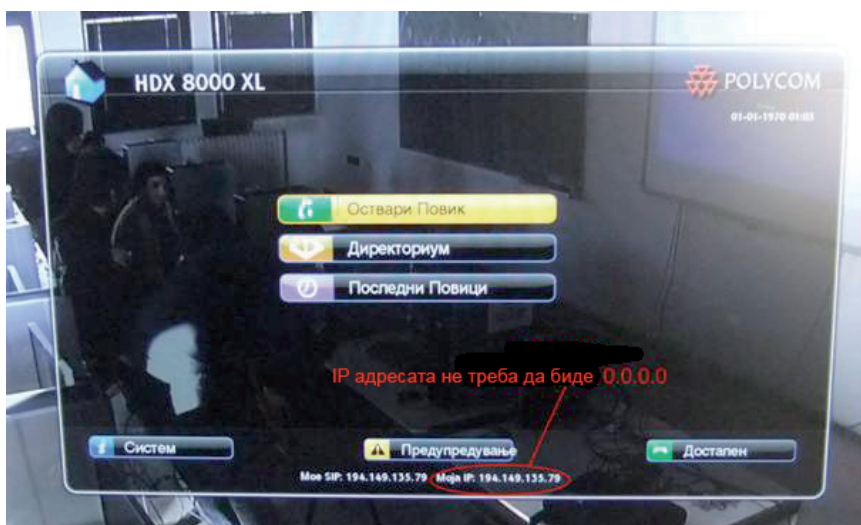 HDX 8000 XL
POLYCOM
01-01-1970 01:03
Оствари Повик
Директориум
Последни Повици
IP адресата не треба да биде 0.0.0.0
Систем
Предупредување
Достапен
Мое SIP: 194.149.135.79 Моја IP: 194.149.135.79